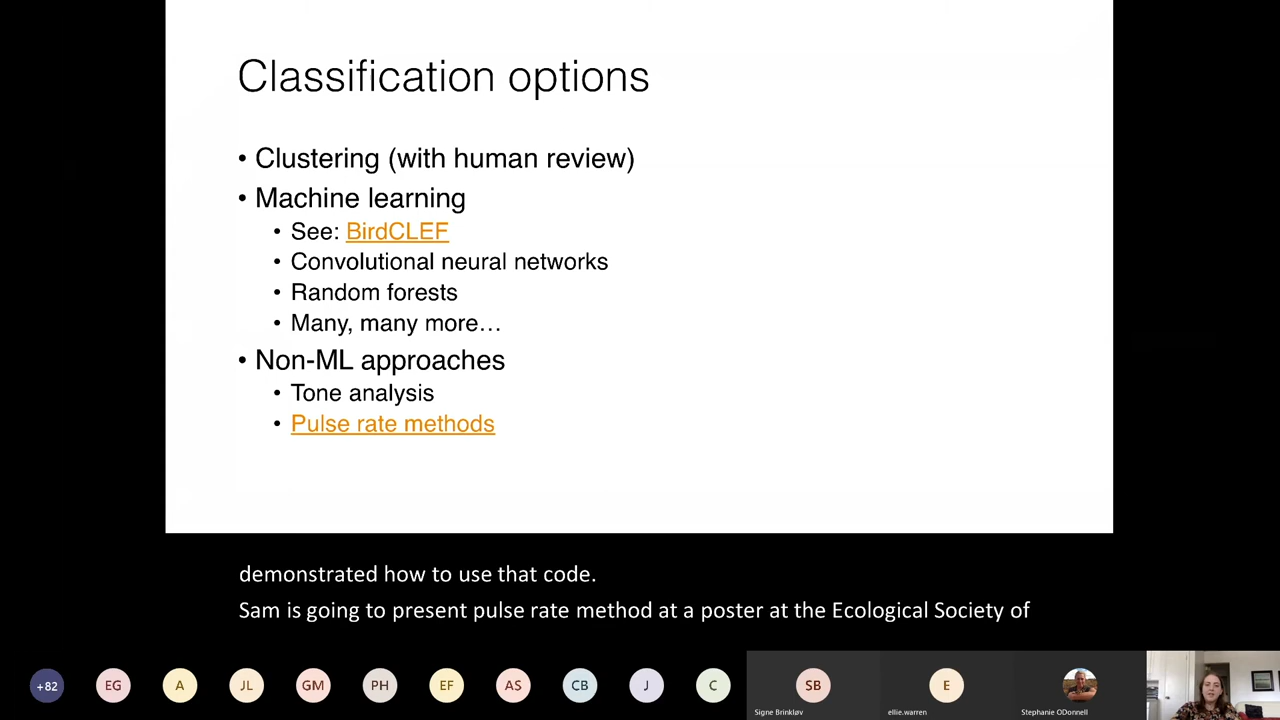 Classification options
• Clustering (with human review)
• Machine learning
• See: BirdCLEF
• Convolutional neural networks
• Random forests
• Many, many more…
• Non-ML approaches
• Tone analysis
• Pulse rate methods
demonstrated how to use that code.
Sam is going to present pulse rate method at a poster at the Ecological Society of
+82 EG A JL GM PH EF AS CB J C SB E
Signe Brinkløv ellie.warren Stephanie ODonnell